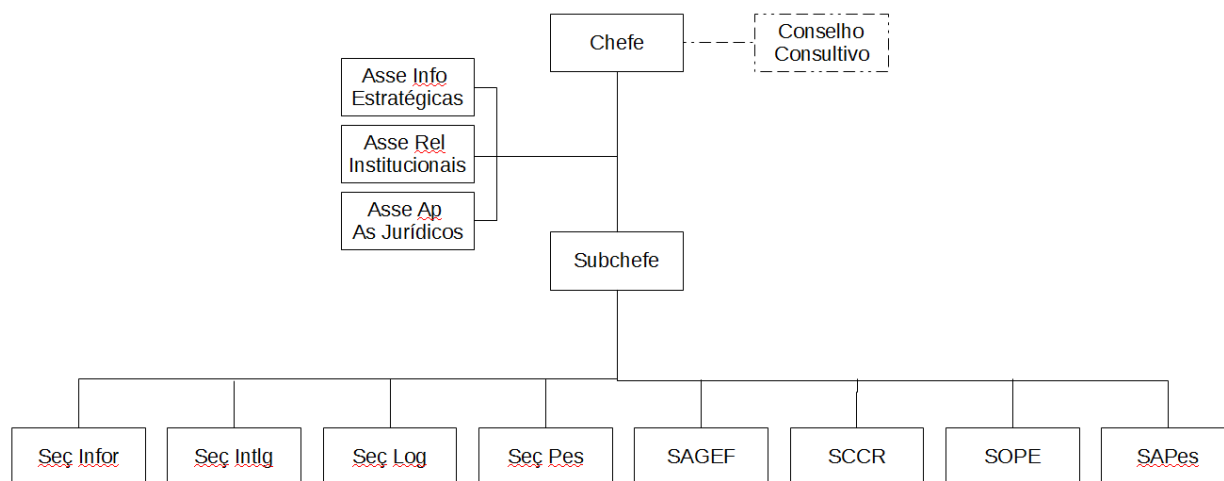 Chefe
Conselho
Consultivo
Asse Info
Estratégicas
Asse Rel
Institucionais
Asse Ap
As Jurídicos
Subchefe
Seç Infor
Seç Intlg
Seç Log
Seç Pes
SAGEF
SCCR
SOPE
SAPes